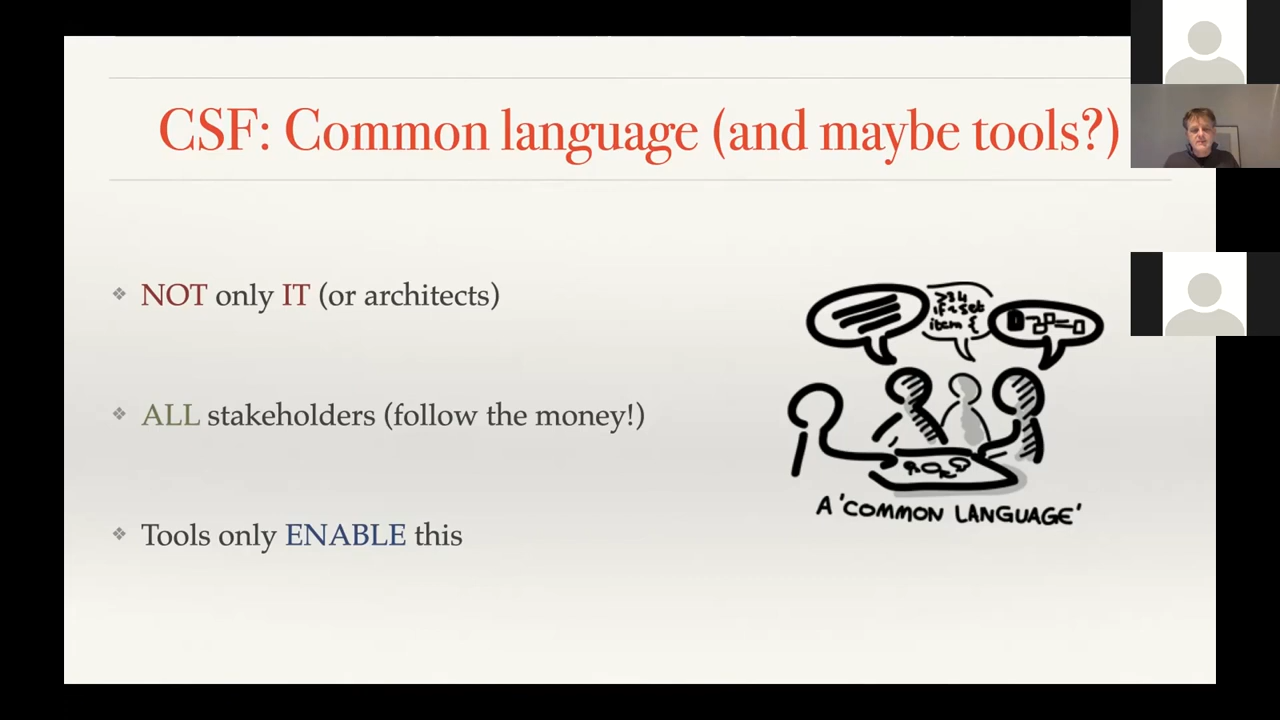 CSF: Common language (and maybe tools?)
NOT only IT (or architects)
ALL stakeholders (follow the money!)
Tools only ENABLE this
item {
A 'COMMON LANGUAGE'